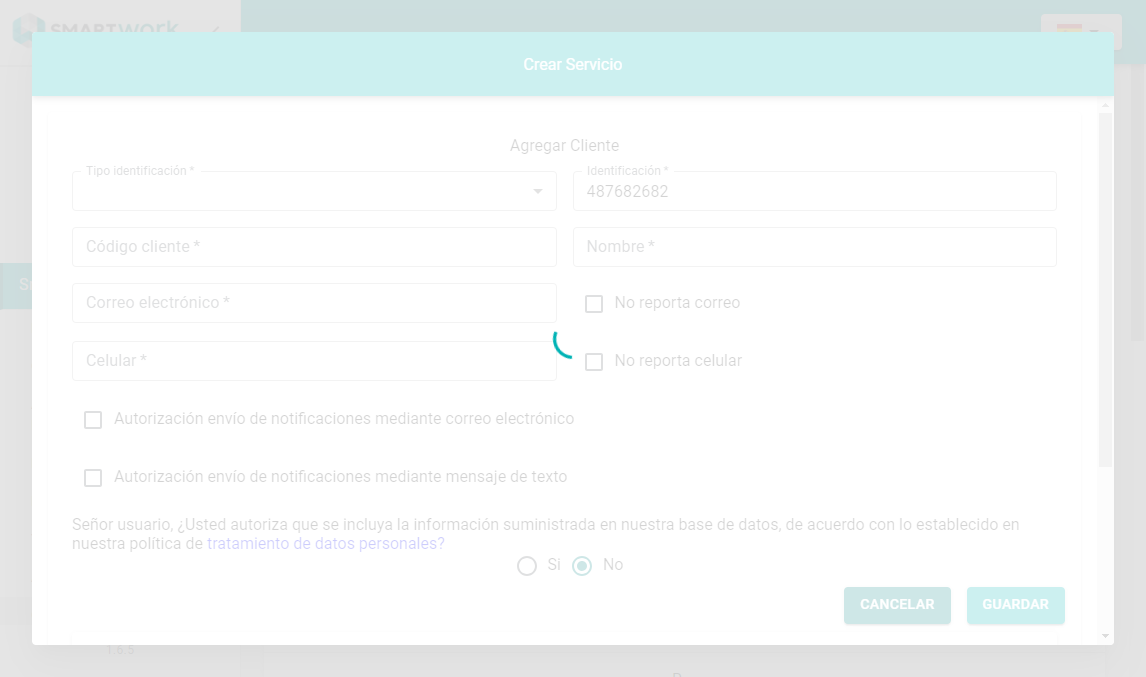 SMARTwork
Crear Servicio
Agregar Cliente
Tipo identificación *
Identificación *
487682682
Código cliente *
Nombre *
Correo electrónico *
No reporta correo
Celular *
No reporta celular
Autorización envío de notificaciones mediante correo electrónico
Autorización envío de notificaciones mediante mensaje de texto
Señor usuario, ¿Usted autoriza que se incluya la información suministrada en nuestra base de datos, de acuerdo con lo establecido en
nuestra política de tratamiento de datos personales?
Si No
CANCELAR GUARDAR
1.6.5